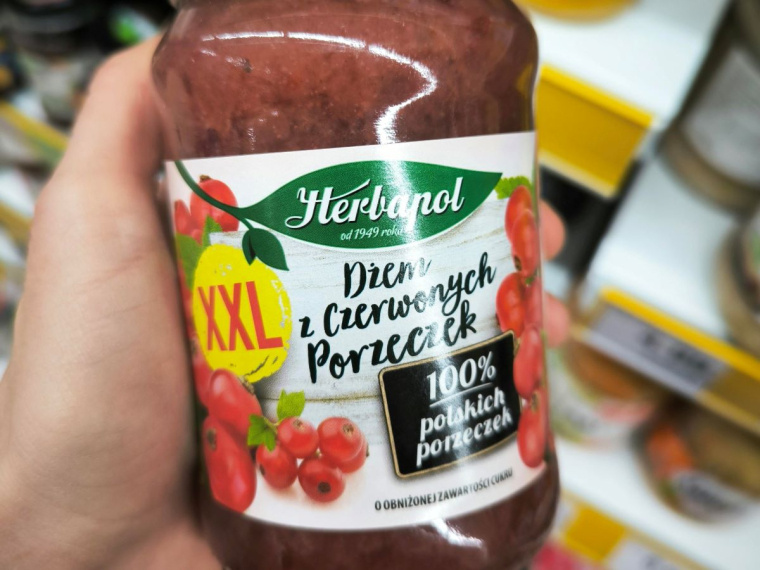 Herbapol
od 1949 roku
XXL
Dżem
z Czerwonych
Porzeczek
100%
polskich
porzeczek
O OBNIŻONEJ ZAWARTOŚCI CUKRU